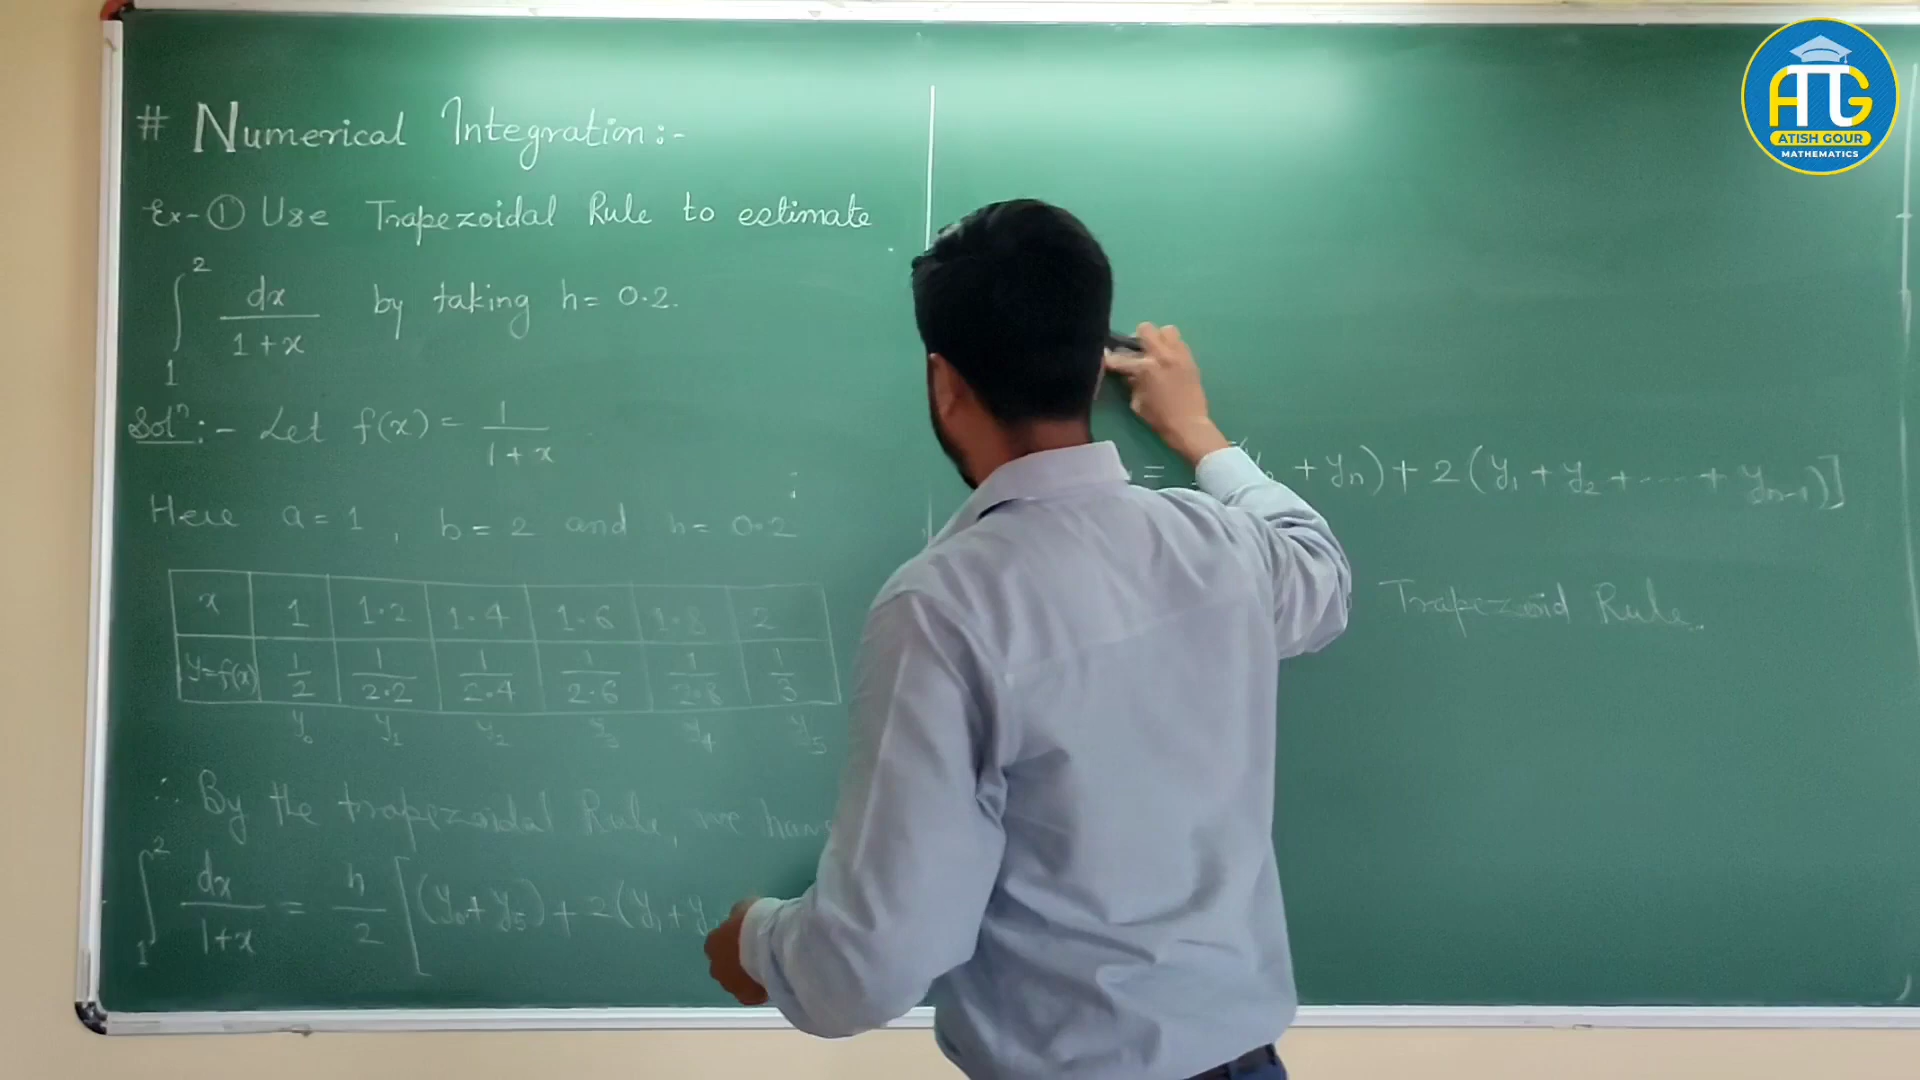 # Numerical Integration:-
Ex-① Use Trapezoidal Rule to estimate
∫₁² dx/(1+x) by taking h= 0.2.
Solⁿ:- Let f(x) = 1/(1+x)
Here a=1, b=2 and h=0.2
x 1 1.2 1.4 1.6 1.8 2
y=f(x) 1/2 1/2.2 1/2.4 1/2.6 1/2.8 1/3
y₀ y₁ y₂ y₃ y₄ y₅
∴ By the trapezoidal Rule, we have
∫₁² dx/(1+x) = h/2 [(y₀+y₅)+2(y₁+y
+yₙ)+2(y₁+y₂+----+yₙ₋₁)]
Trapezoid Rule.
ATG
ATISH GOUR
MATHEMATICS